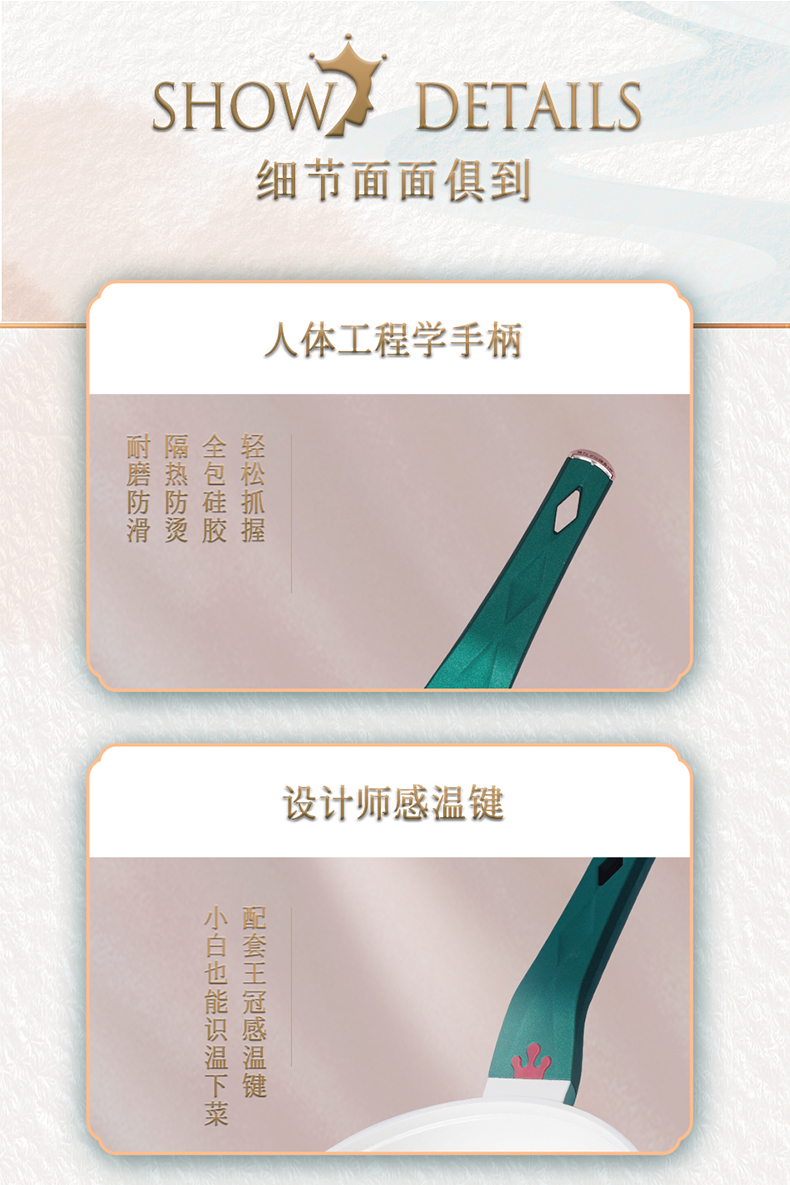 SHOW DETAILS
细节面面俱到
人体工程学手柄
轻松抓握
全包硅胶
隔热防烫
耐磨防滑
设计师感温键
配套王冠感温键
小白也能识温下菜